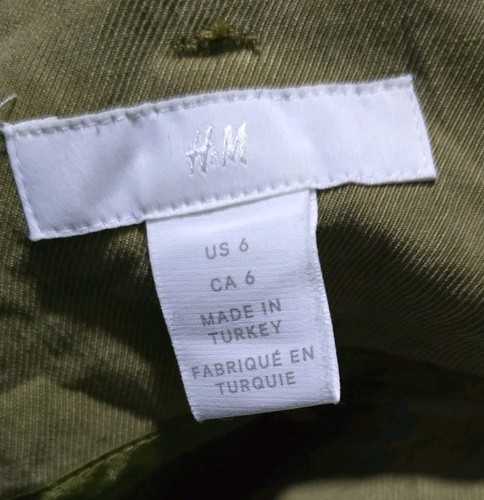 H&M
US 6
CA 6
MADE IN
TURKEY
FABRIQUÉ EN
TURQUIE